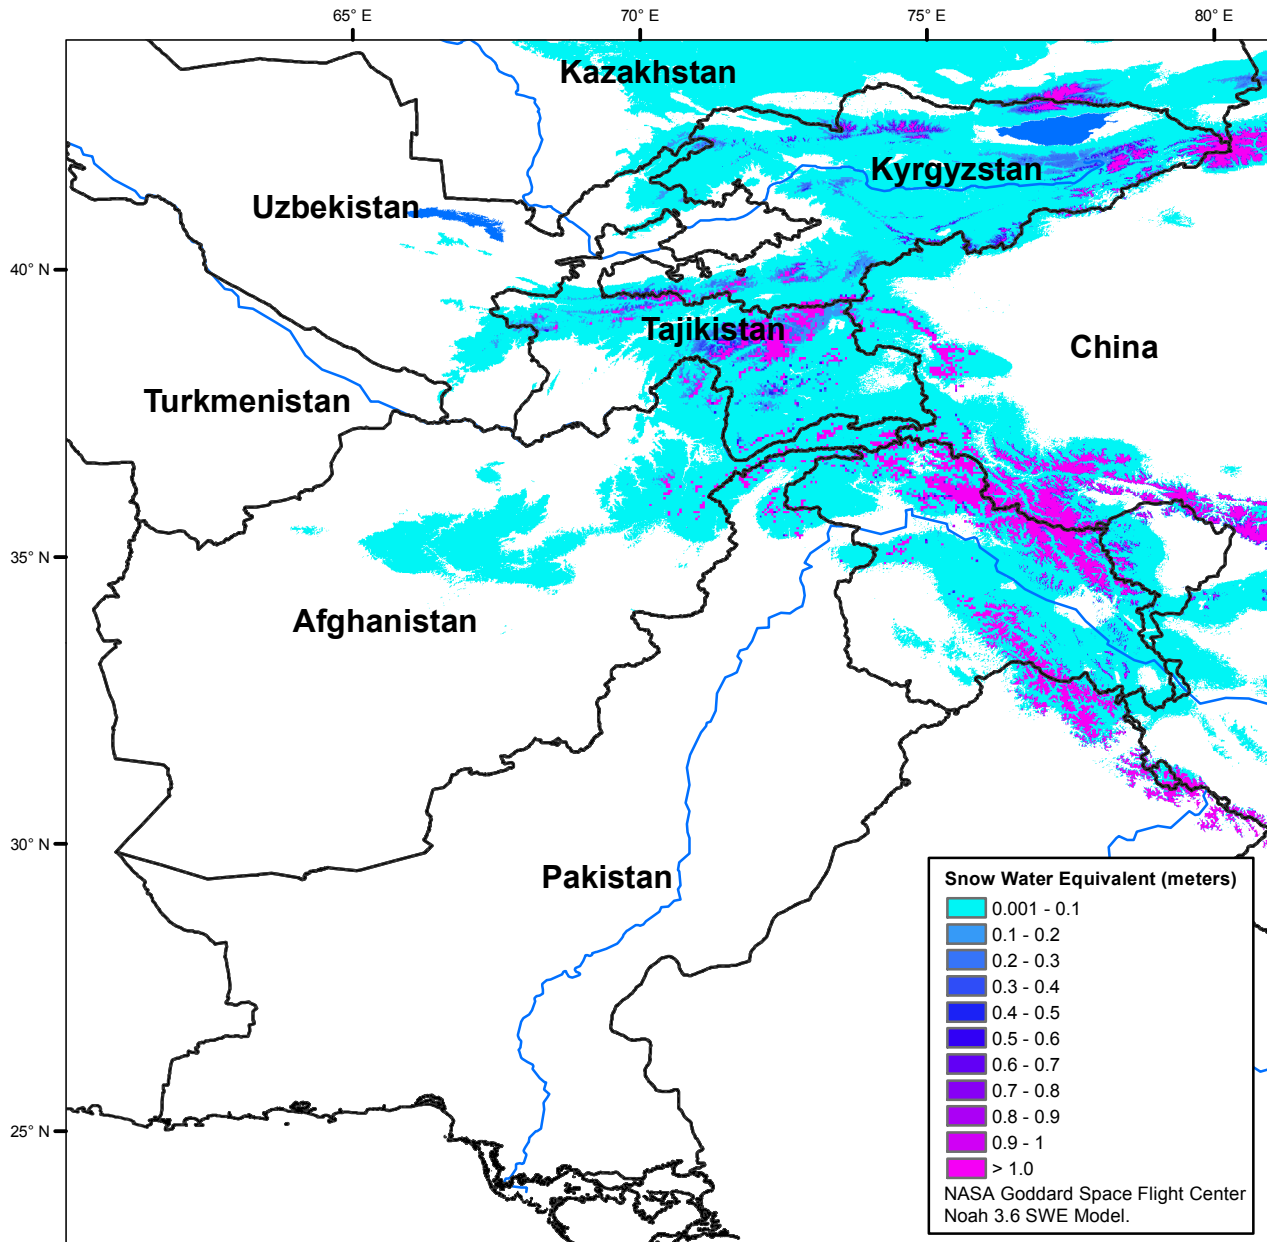 65° E
70° E
75° E
80° E
Kazakhstan
Kyrgyzstan
Uzbekistan
40° N
Tajikistan
China
Turkmenistan
35° N
Afghanistan
30° N
Pakistan
Snow Water Equivalent (meters)
0.001 - 0.1
0.1 - 0.2
0.2 - 0.3
0.3 - 0.4
0.4 - 0.5
0.5 - 0.6
0.6 - 0.7
0.7 - 0.8
0.8 - 0.9
0.9 - 1
> 1.0
25° N
NASA Goddard Space Flight Center
Noah 3.6 SWE Model.